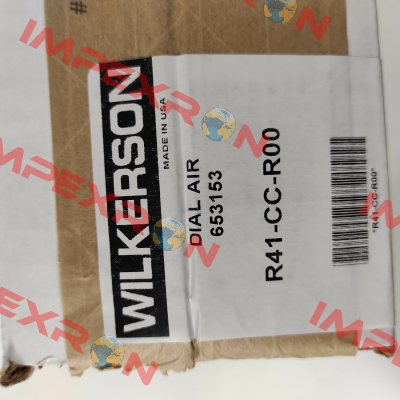 WILKERSON
MADE IN USA
DIAL AIR
653153
R41-CC-R00
*R41-CC-R00*
#
IMPEXRON
IMPEXRON
IMPEXRON
IMPEXRON